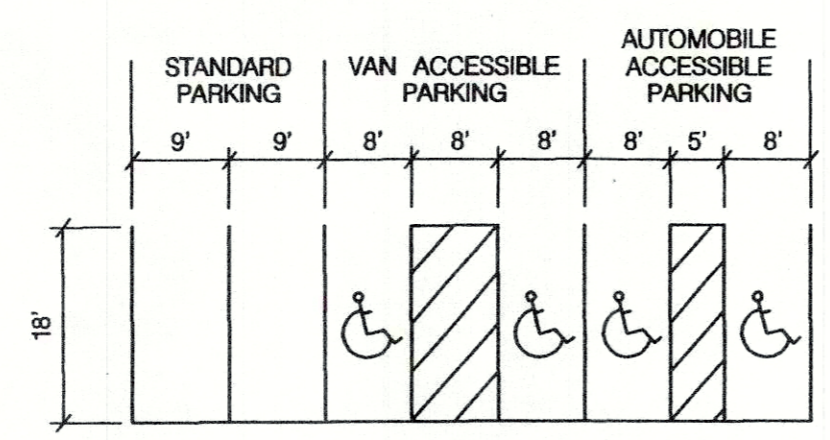 STANDARD
PARKING
VAN ACCESSIBLE
PARKING
AUTOMOBILE
ACCESSIBLE
PARKING
9' 9' 8' 8' 8' 8' 5' 8'
18'